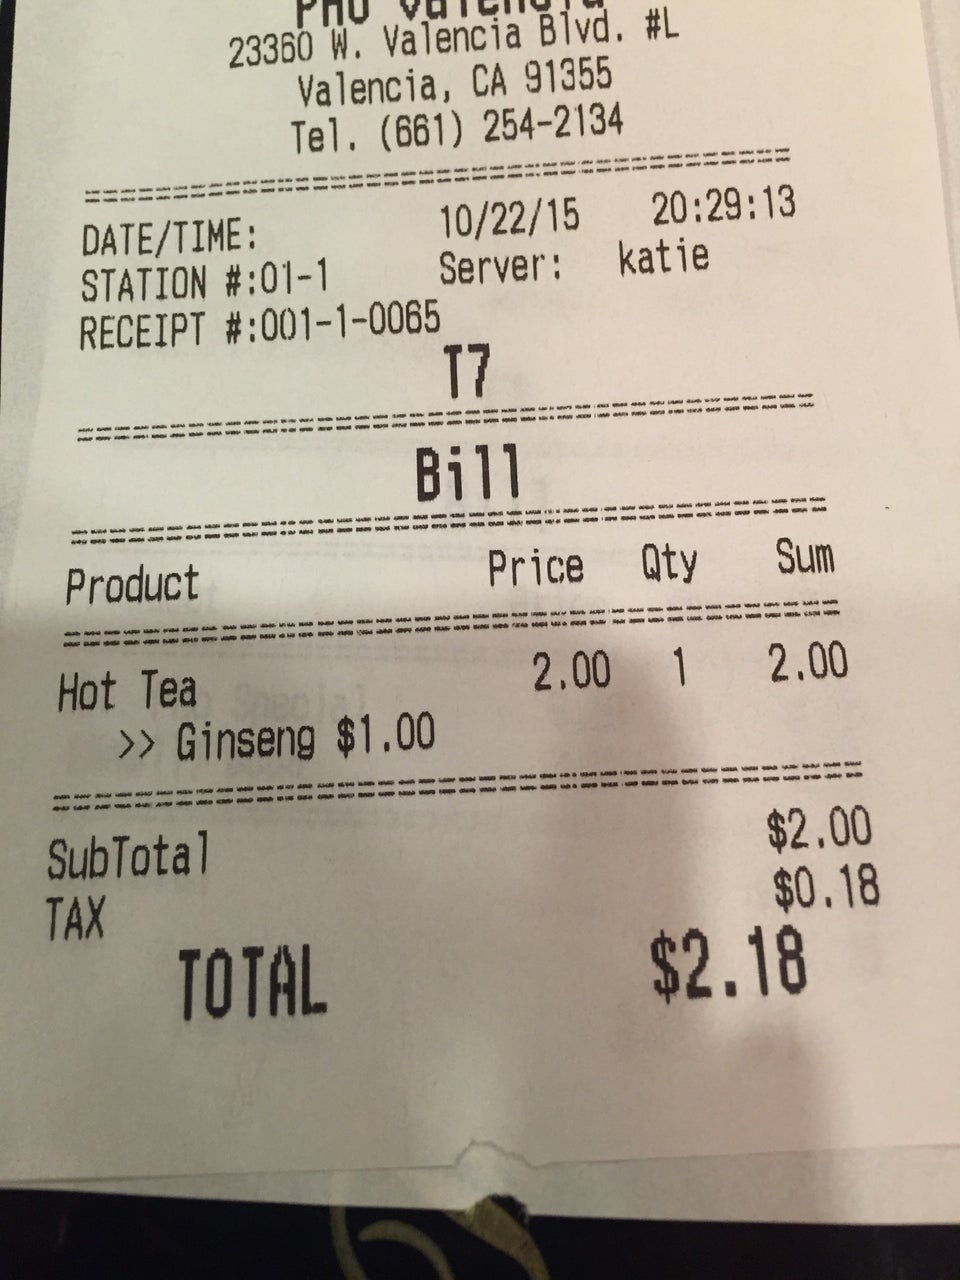 PHO Valencia
23360 W. Valencia Blvd. #L
Valencia, CA 91355
Tel. (661) 254-2134
DATE/TIME: 10/22/15 20:29:13
STATION #:01-1 Server: katie
RECEIPT #:001-1-0065
T7
Bill
Product Price Qty Sum
Hot Tea 2.00 1 2.00
>> Ginseng $1.00
SubTotal $2.00
TAX $0.18
TOTAL $2.18